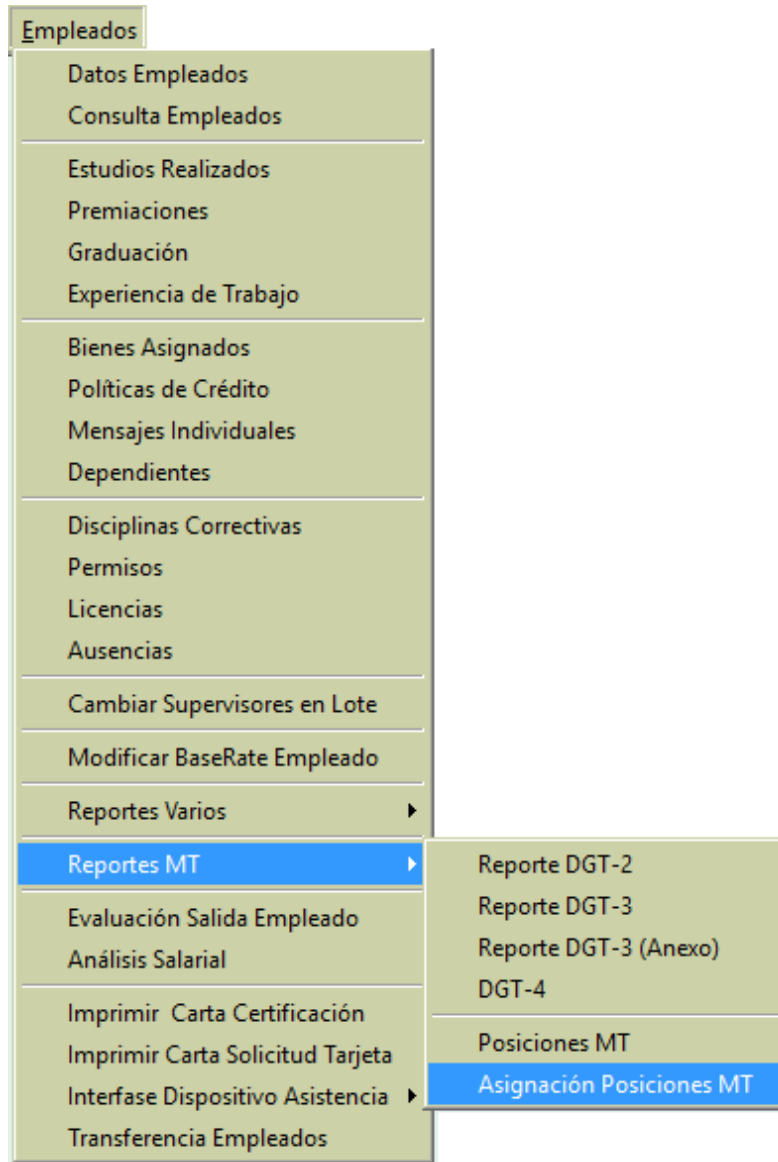 Empleados
Datos Empleados
Consulta Empleados
Estudios Realizados
Premiaciones
Graduación
Experiencia de Trabajo
Bienes Asignados
Políticas de Crédito
Mensajes Individuales
Dependientes
Disciplinas Correctivas
Permisos
Licencias
Ausencias
Cambiar Supervisores en Lote
Modificar BaseRate Empleado
Reportes Varios
Reportes MT
Reporte DGT-2
Reporte DGT-3
Reporte DGT-3 (Anexo)
DGT-4
Posiciones MT
Asignación Posiciones MT
Evaluación Salida Empleado
Análisis Salarial
Imprimir  Carta Certificación
Imprimir Carta Solicitud Tarjeta
Interfase Dispositivo Asistencia
Transferencia Empleados